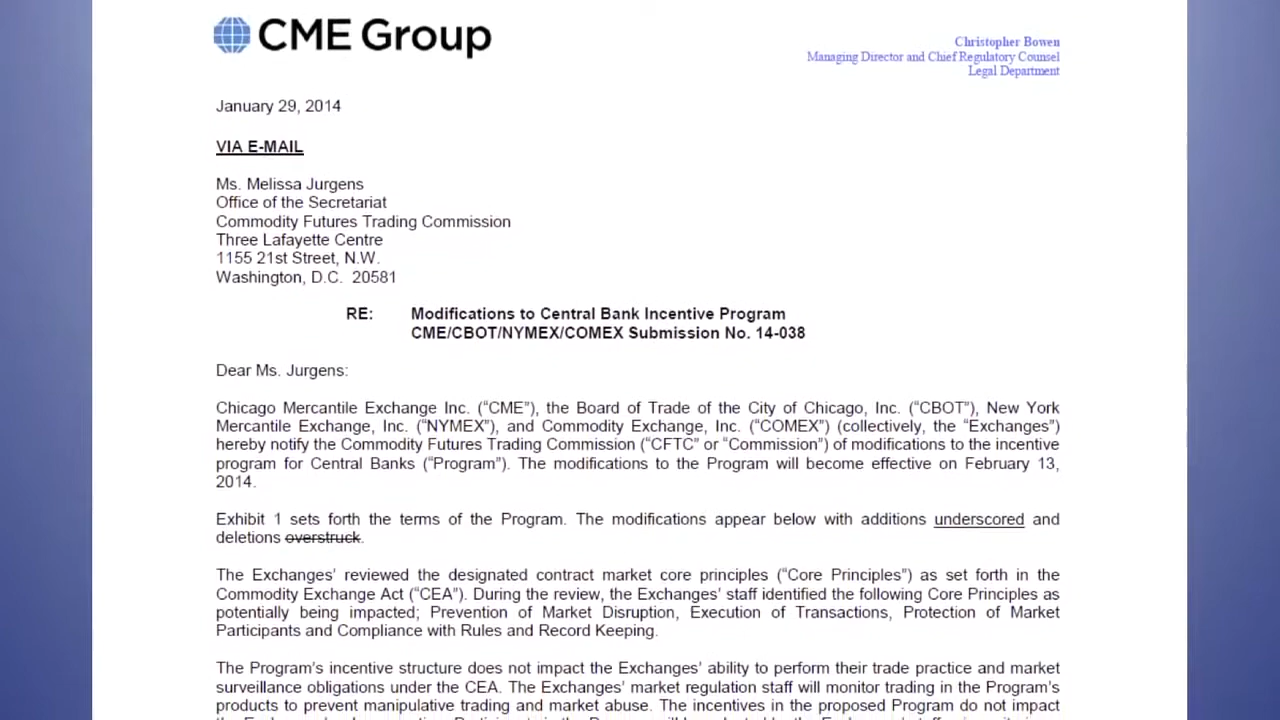 CME Group
Christopher Bowen
Managing Director and Chief Regulatory Counsel
Legal Department
January 29, 2014
VIA E-MAIL
Ms. Melissa Jurgens
Office of the Secretariat
Commodity Futures Trading Commission
Three Lafayette Centre
1155 21st Street, N.W.
Washington, D.C. 20581
RE: Modifications to Central Bank Incentive Program
CME/CBOT/NYMEX/COMEX Submission No. 14-038
Dear Ms. Jurgens:
Chicago Mercantile Exchange Inc. (“CME”), the Board of Trade of the City of Chicago, Inc. (“CBOT”), New York
Mercantile Exchange, Inc. (“NYMEX”), and Commodity Exchange, Inc. (“COMEX”) (collectively, the “Exchanges”)
hereby notify the Commodity Futures Trading Commission (“CFTC” or “Commission”) of modifications to the incentive
program for Central Banks (“Program”). The modifications to the Program will become effective on February 13,
2014.
Exhibit 1 sets forth the terms of the Program. The modifications appear below with additions underscored and
deletions overstruck.
The Exchanges’ reviewed the designated contract market core principles (“Core Principles”) as set forth in the
Commodity Exchange Act (“CEA”). During the review, the Exchanges’ staff identified the following Core Principles as
potentially being impacted; Prevention of Market Disruption, Execution of Transactions, Protection of Market
Participants and Compliance with Rules and Record Keeping.
The Program’s incentive structure does not impact the Exchanges’ ability to perform their trade practice and market
surveillance obligations under the CEA. The Exchanges’ market regulation staff will monitor trading in the Program’s
products to prevent manipulative trading and market abuse. The incentives in the proposed Program do not impact